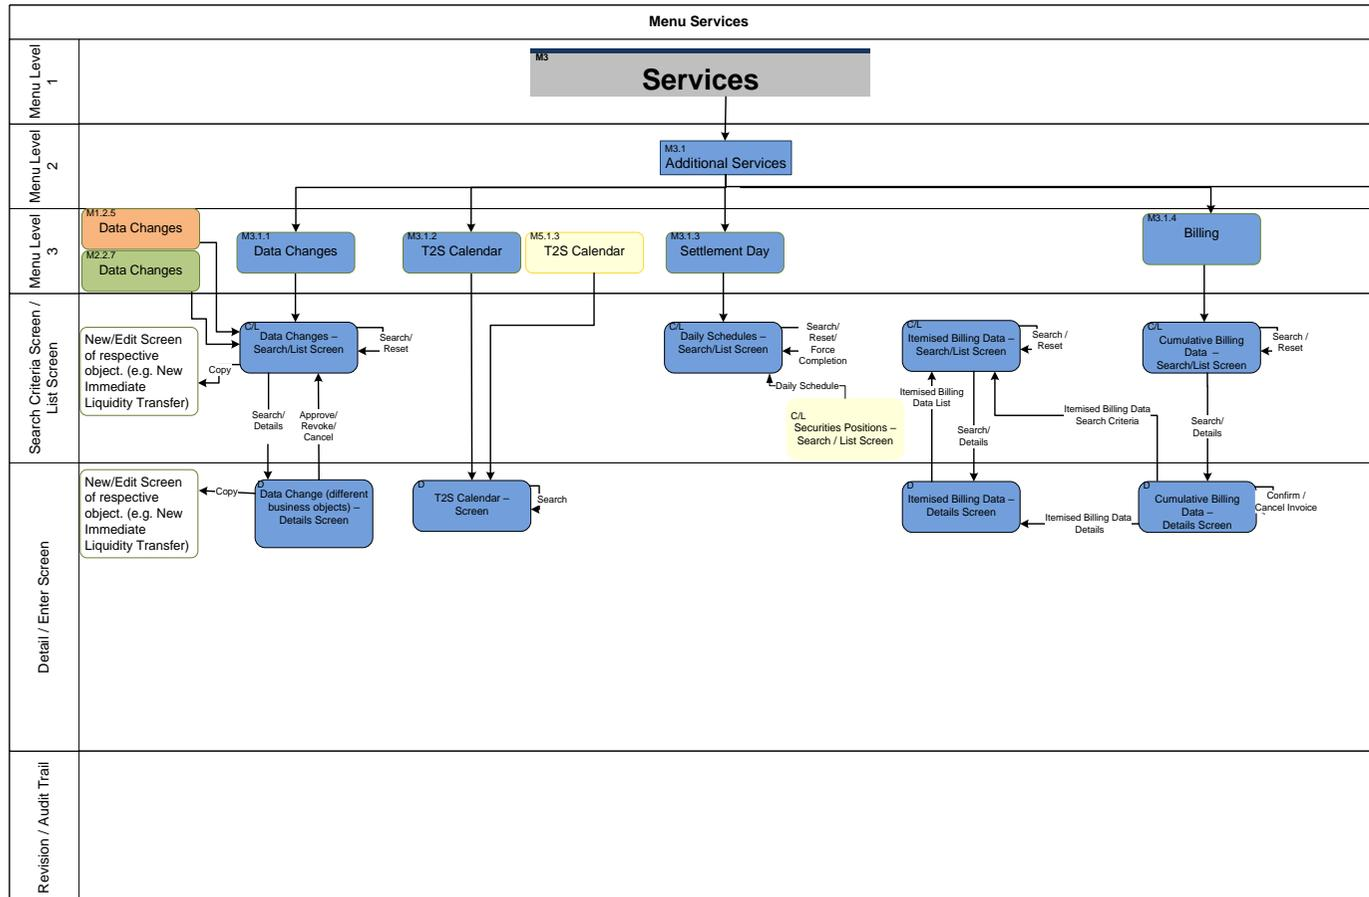 Menu Services
Menu Level
1
M3
Services
Menu Level
2
M3.1
Additional Services
Menu Level
3
M1.2.5
Data Changes
M2.2.7
Data Changes
M3.1.1
Data Changes
M3.1.2
T2S Calendar
M5.1.3
T2S Calendar
M3.1.3
Settlement Day
M3.1.4
Billing
Search Criteria Screen /
List Screen
New/Edit Screen
of respective
object. (e.g. New
Immediate
Liquidity Transfer)
Copy
C/L
Data Changes –
Search/List Screen
Search/
Reset
Search/
Details
Approve/
Revoke/
Cancel
C/L
Daily Schedules –
Search/List Screen
Search/
Reset/
Force
Completion
Daily Schedule
C/L
Securities Positions –
Search / List Screen
C/L
Itemised Billing Data –
Search/List Screen
Search /
Reset
Itemised Billing
Data List
Search/
Details
Itemised Billing Data
Search Criteria
C/L
Cumulative Billing
Data –
Search/List Screen
Search /
Reset
Search/
Details
Detail / Enter Screen
New/Edit Screen
of respective
object. (e.g. New
Immediate
Liquidity Transfer)
Copy
D
Data Change (different
business objects) –
Details Screen
D
T2S Calendar –
Screen
Search
D
Itemised Billing Data –
Details Screen
Itemised Billing Data
Details
D
Cumulative Billing
Data –
Details Screen
Confirm /
Cancel Invoice
Revision / Audit Trail